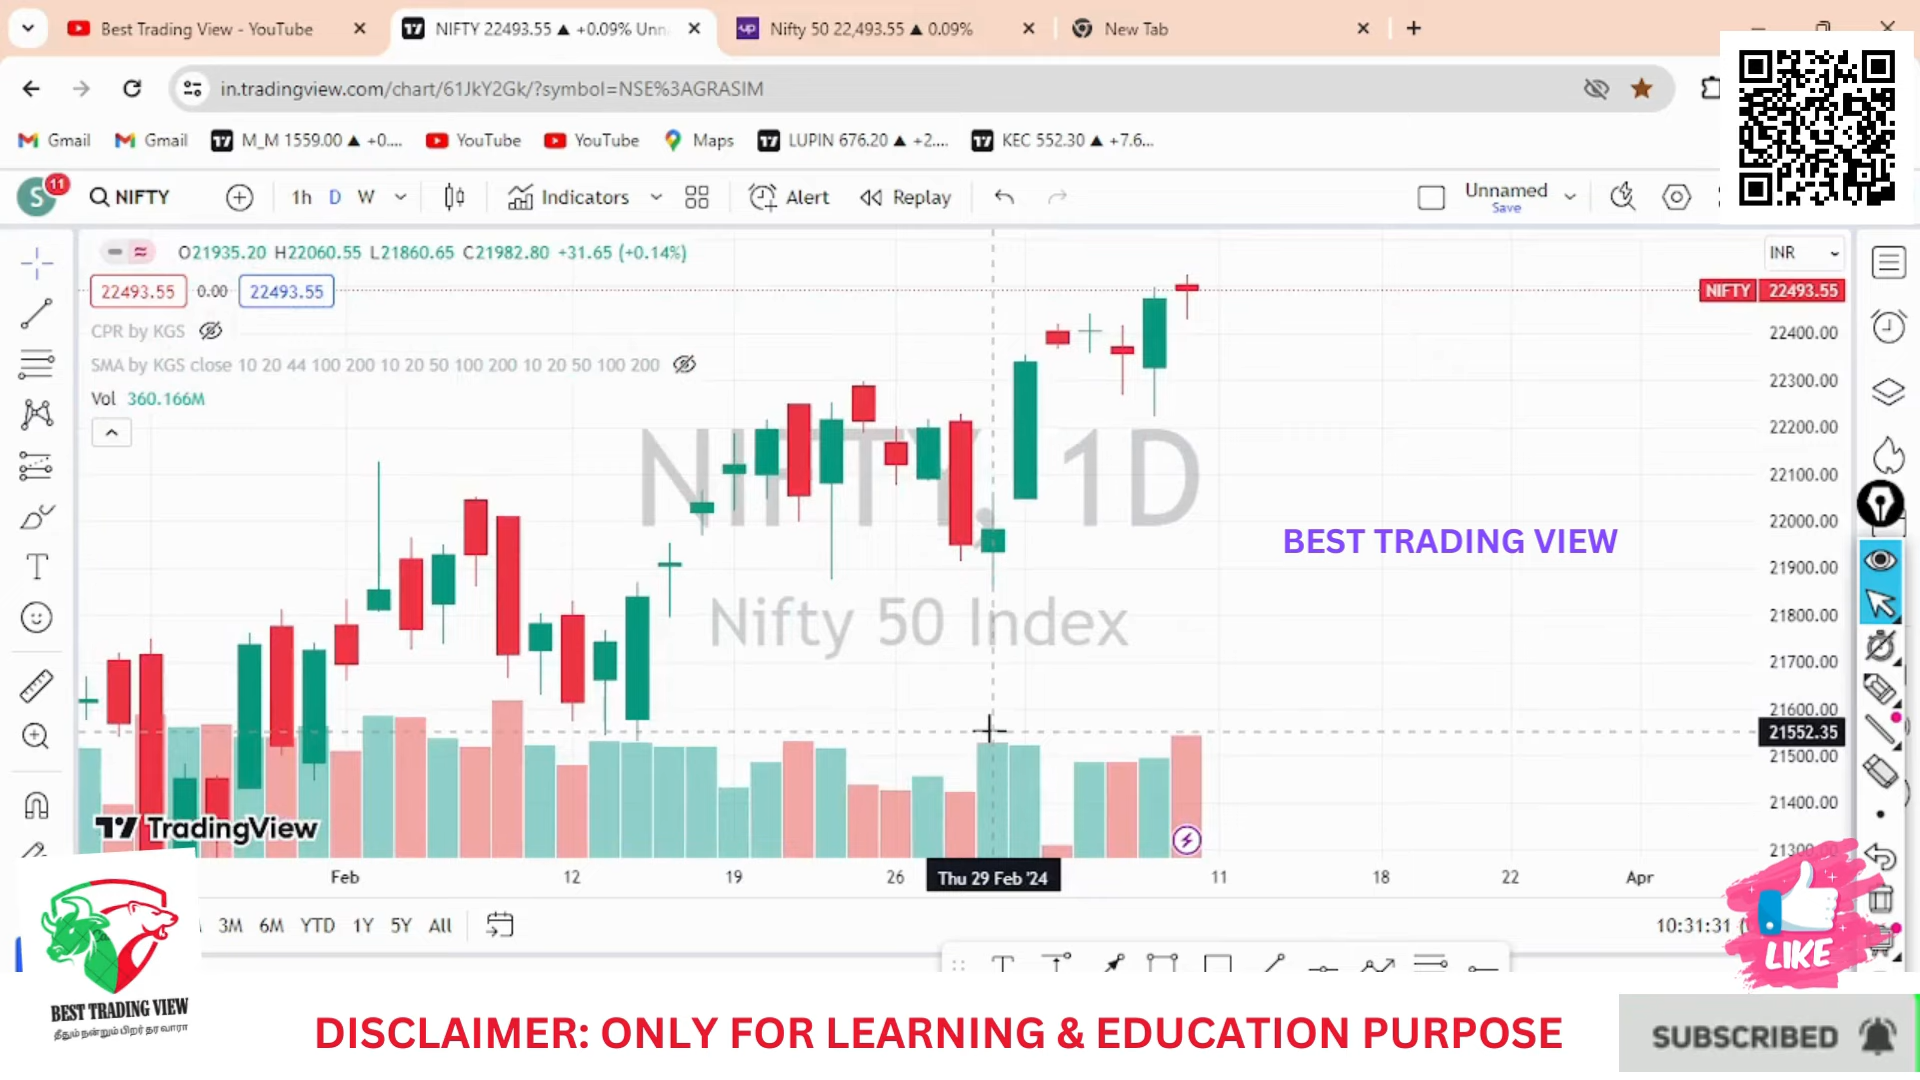 Best Trading View - YouTube
NIFTY 22493.55 ▲ +0.09% Unn
Nifty 50 22,493.55 ▲ 0.09%
New Tab
in.tradingview.com/chart/61JkY2Gk/?symbol=NSE%3AGRASIM
Gmail
Gmail
M_M 1559.00 ▲ +0....
YouTube
YouTube
Maps
LUPIN 676.20 ▲ +2....
KEC 552.30 ▲ +7.6...
S
11
NIFTY
1h D W
Indicators
Alert
Replay
Unnamed
Save
O21935.20 H22060.55 L21860.65 C21982.80 +31.65 (+0.14%)
INR
22493.55 0.00 22493.55
NIFTY 22493.55
CPR by KGS
SMA by KGS close 10 20 44 100 200 10 20 50 100 200 10 20 50 100 200
Vol 360.166M
NIFTY, 1D
Nifty 50 Index
BEST TRADING VIEW
22400.00
22300.00
22200.00
22100.00
22000.00
21900.00
21800.00
21700.00
21600.00
21552.35
21500.00
21400.00
21300.00
TradingView
Feb
12
19
26
Thu 29 Feb '24
11
18
22
Apr
3M 6M YTD 1Y 5Y All
10:31:31
LIKE
BEST TRADING VIEW
தீதும் நன்றும் பிறர் தர வாரா
DISCLAIMER: ONLY FOR LEARNING & EDUCATION PURPOSE
SUBSCRIBED